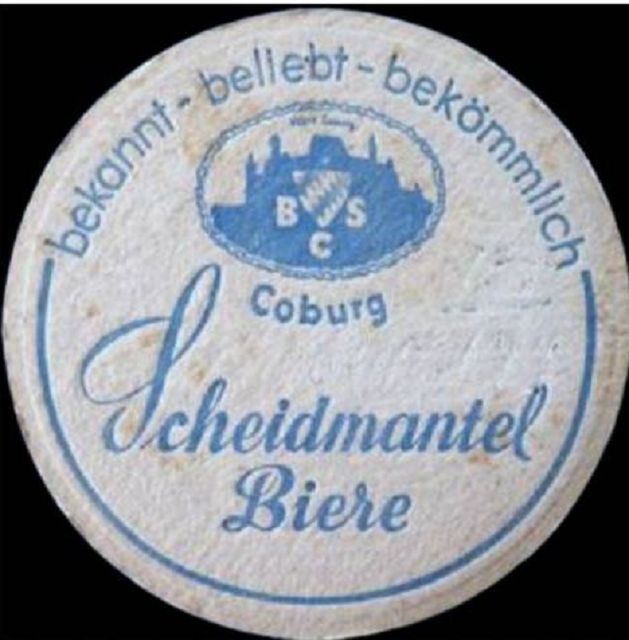 bekannt - beliebt - bekömmlich
B S
C
Coburg
Scheidmantel
Biere